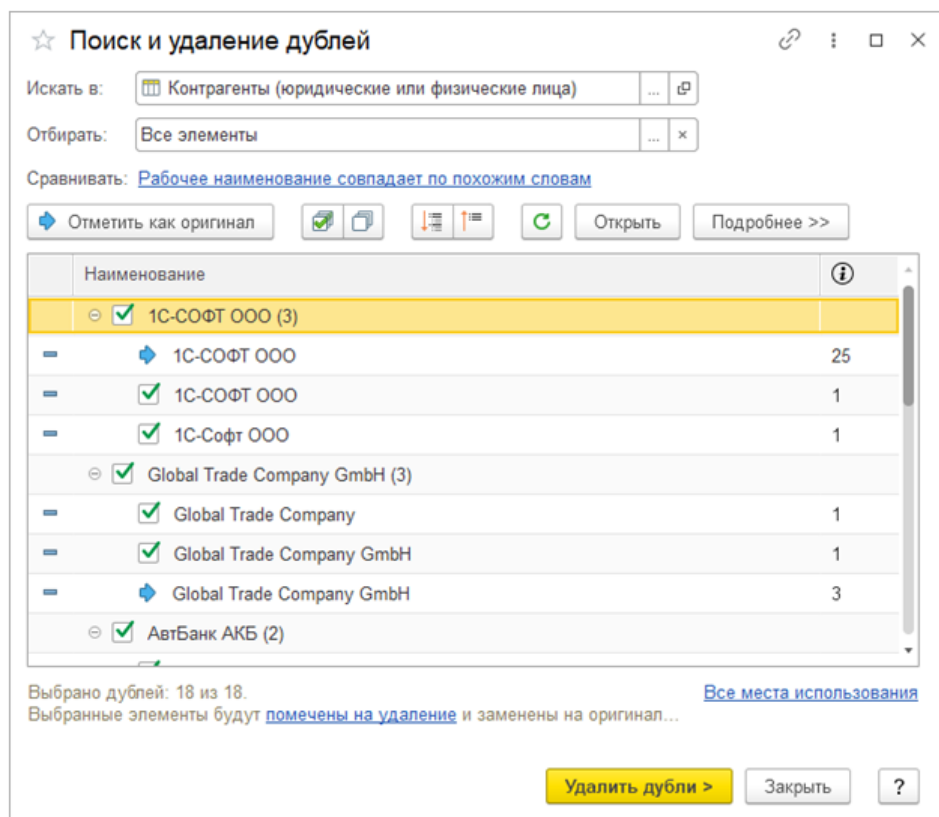 Поиск и удаление дублей
Искать в: Контрагенты (юридические или физические лица) ...
Отбирать: Все элементы ... ×
Сравнивать: Рабочее наименование совпадает по похожим словам
Отметить как оригинал Открыть Подробнее >>
Наименование
1С-СОФТ ООО (3)
1С-СОФТ ООО 25
1С-СОФТ ООО 1
1С-Софт ООО 1
Global Trade Company GmbH (3)
Global Trade Company 1
Global Trade Company GmbH 1
Global Trade Company GmbH 3
АвтБанк АКБ (2)
Выбрано дублей: 18 из 18. Все места использования
Выбранные элементы будут помечены на удаление и заменены на оригинал...
Удалить дубли > Закрыть ?